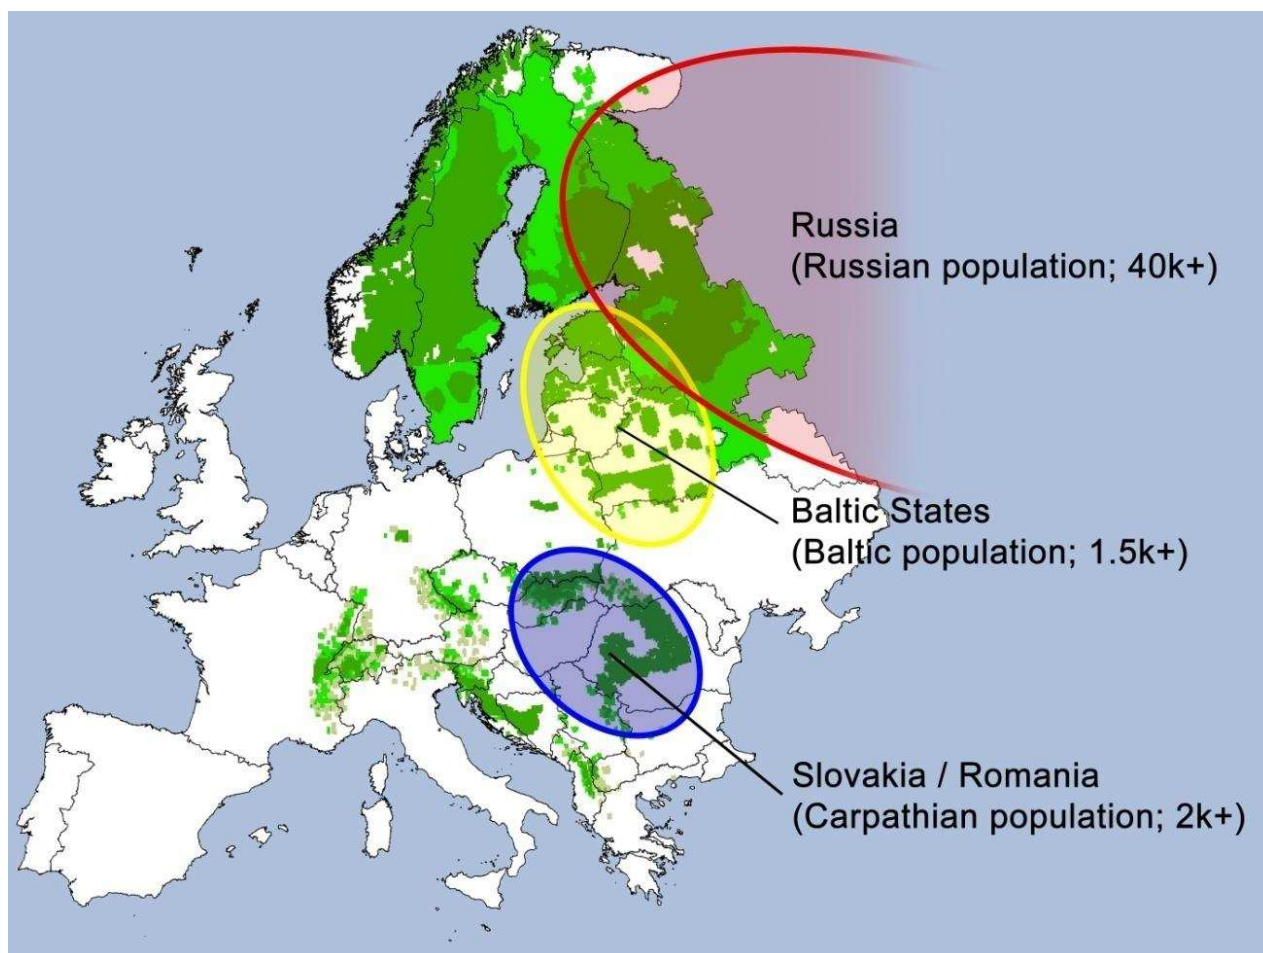 Russia
(Russian population; 40k+)
Baltic States
(Baltic population; 1.5k+)
Slovakia / Romania
(Carpathian population; 2k+)